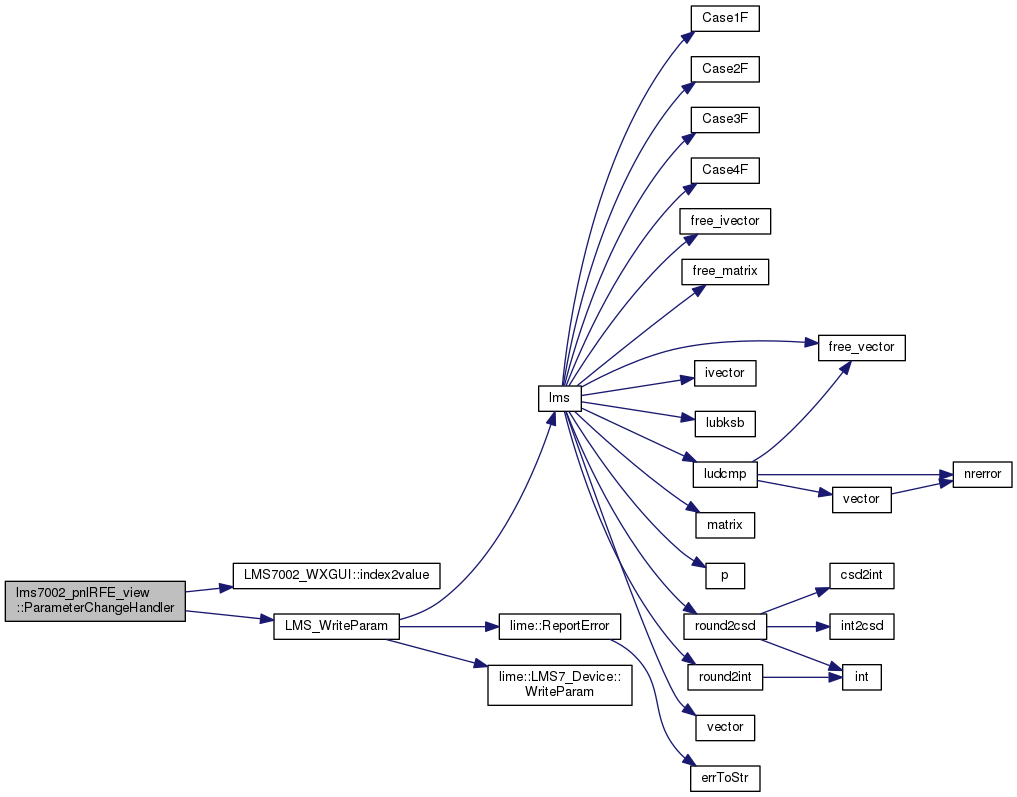 Case1F
Case2F
Case3F
Case4F
free_ivector
free_matrix
free_vector
ivector
lms
lubksb
ludcmp
nrerror
vector
matrix
csd2int
LMS7002_WXGUI::index2value
p
lms7002_pnlRFE_view
::ParameterChangeHandler
LMS_WriteParam
lime::ReportError
round2csd
int2csd
lime::LMS7_Device::
WriteParam
round2int
int
vector
errToStr